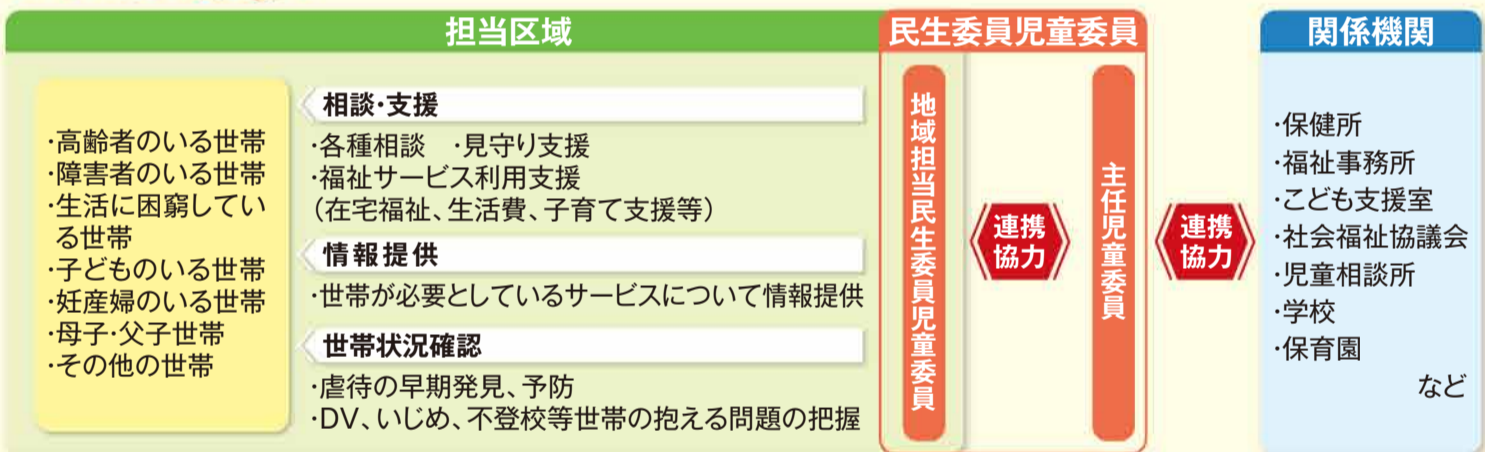 担当区域
・高齢者のいる世帯
・障害者のいる世帯
・生活に困窮してい
る世帯
・子どものいる世帯
・妊産婦のいる世帯
・母子・父子世帯
・その他の世帯
相談・支援
・各種相談　・見守り支援
・福祉サービス利用支援
（在宅福祉、生活費、子育て支援等）
情報提供
・世帯が必要としているサービスについて情報提供
世帯状況確認
・虐待の早期発見、予防
・DV、いじめ、不登校等世帯の抱える問題の把握
民生委員児童委員
地域担当民生委員児童委員
連携
協力
主任児童委員
連携
協力
関係機関
・保健所
・福祉事務所
・こども支援室
・社会福祉協議会
・児童相談所
・学校
・保育園
など